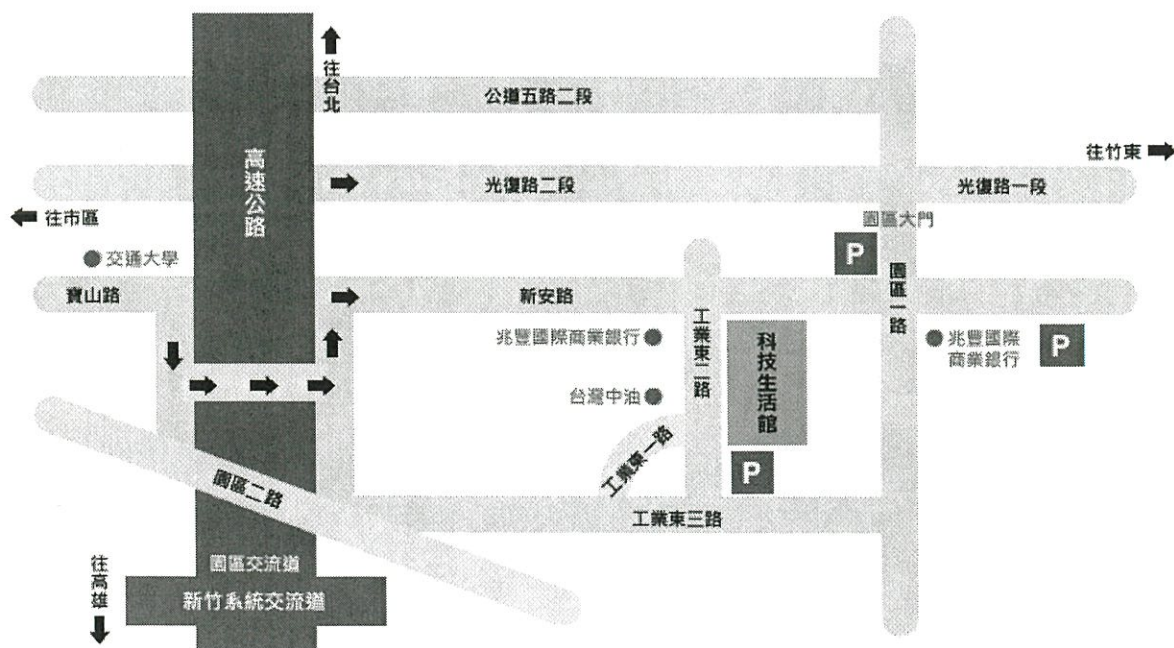 往台北
公道五路二段
高速公路
往竹東
光復路二段
光復路一段
往市區
園區大門
P
交通大學
寶山路
新安路
園區一路
工業東二路
兆豐國際商業銀行
科技生活館
兆豐國際
商業銀行
P
台灣中油
工業東一路
P
園區二路
工業東三路
園區交流道
往高雄
新竹系統交流道